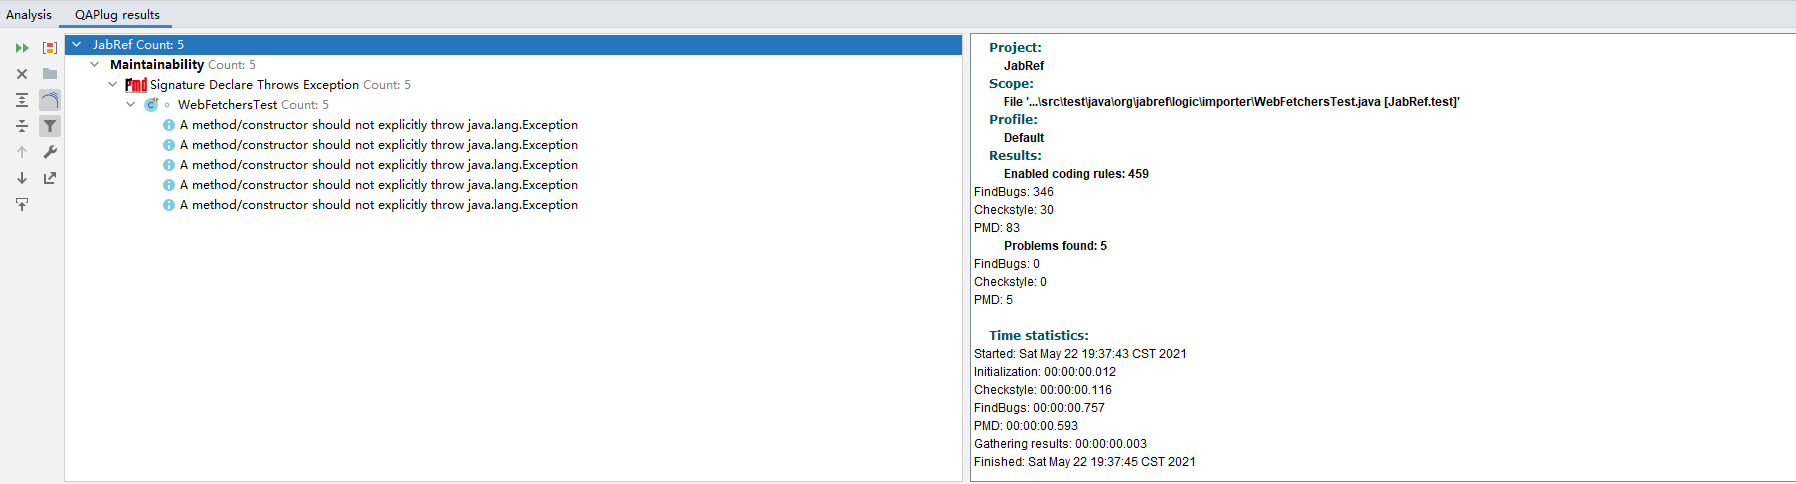 Analysis QAPlug results
JabRef Count: 5
Maintainability Count: 5
rmd Signature Declare Throws Exception Count: 5
C WebFetchersTest Count: 5
A method/constructor should not explicitly throw java.lang.Exception
A method/constructor should not explicitly throw java.lang.Exception
A method/constructor should not explicitly throw java.lang.Exception
A method/constructor should not explicitly throw java.lang.Exception
A method/constructor should not explicitly throw java.lang.Exception
Project:
JabRef
Scope:
File '...\src\test\java\org\jabref\logic\importer\WebFetchersTest.java [JabRef.test]'
Profile:
Default
Results:
Enabled coding rules: 459
FindBugs: 346
Checkstyle: 30
PMD: 83
Problems found: 5
FindBugs: 0
Checkstyle: 0
PMD: 5
Time statistics:
Started: Sat May 22 19:37:43 CST 2021
Initialization: 00:00:00.012
Checkstyle: 00:00:00.116
FindBugs: 00:00:00.757
PMD: 00:00:00.593
Gathering results: 00:00:00.003
Finished: Sat May 22 19:37:45 CST 2021